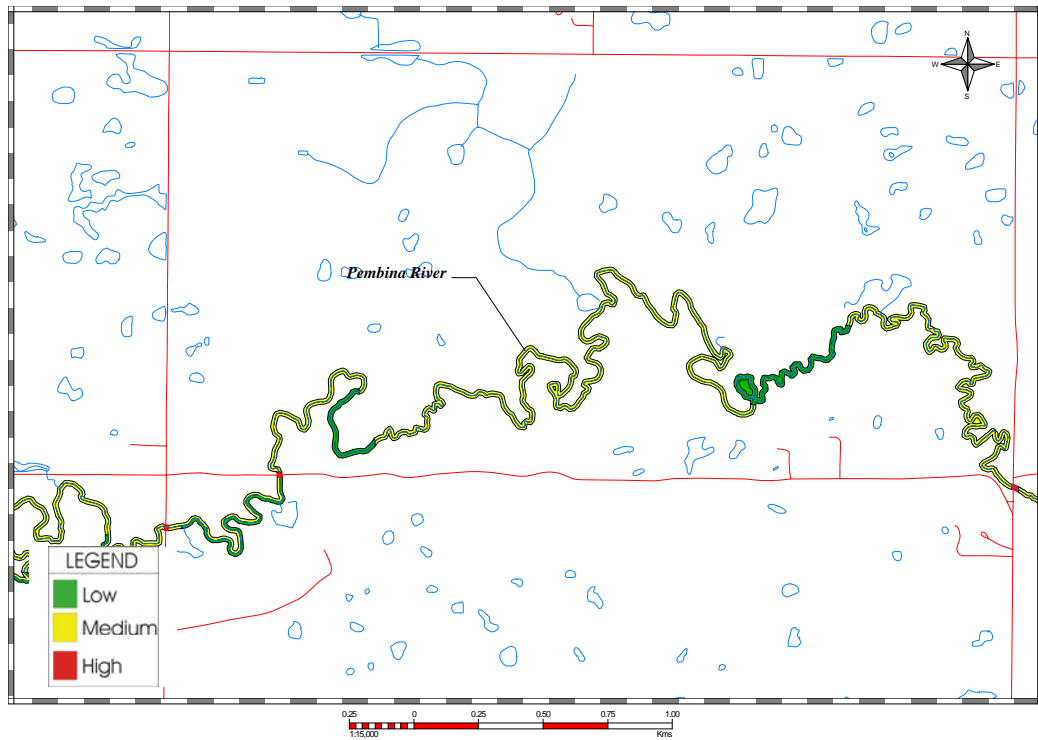 N
W E
S
Pembina River
LEGEND
Low
Medium
High
0.25 0 0.25 0.50 0.75 1.00
1:15,000 Kms